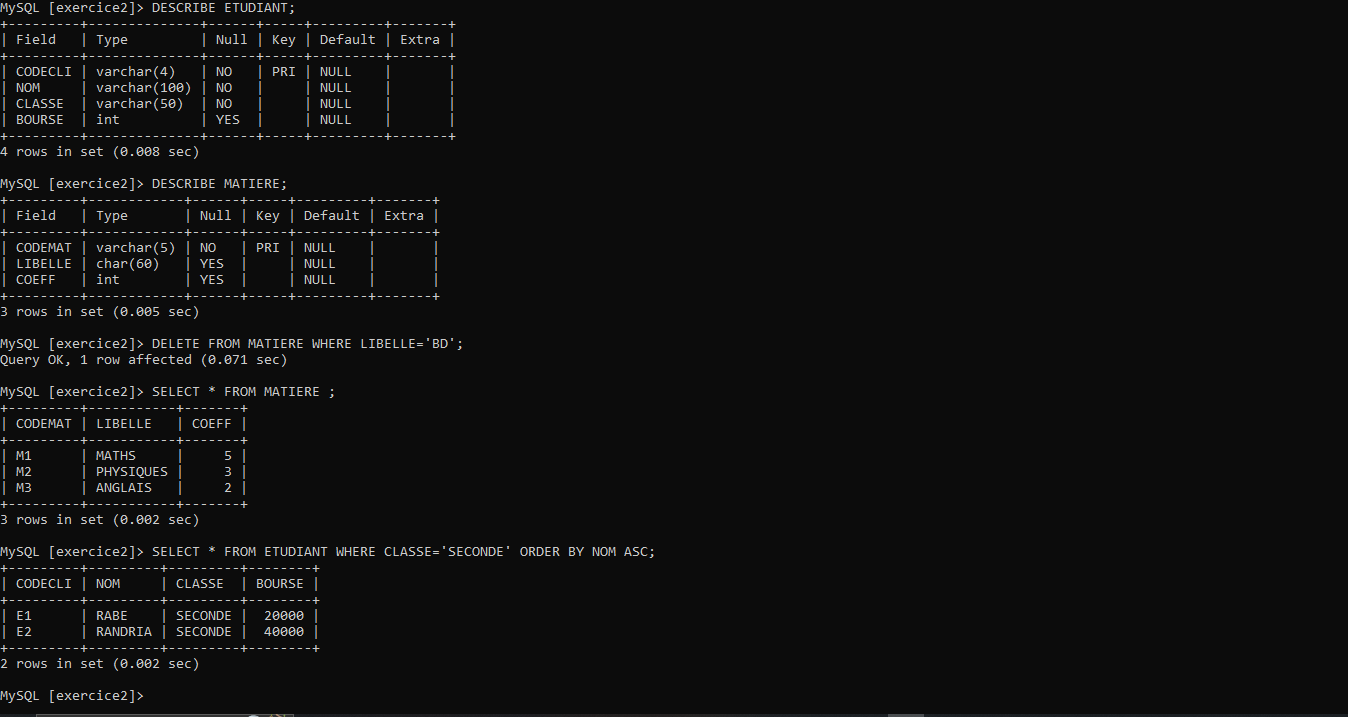 MySQL [exercice2]> DESCRIBE ETUDIANT;
+---------+--------------+------+-----+---------+-------+
| Field   | Type         | Null | Key | Default | Extra |
+---------+--------------+------+-----+---------+-------+
| CODECLI | varchar(4)   | NO   | PRI | NULL    |       |
| NOM     | varchar(100) | NO   |     | NULL    |       |
| CLASSE  | varchar(50)  | NO   |     | NULL    |       |
| BOURSE  | int          | YES  |     | NULL    |       |
+---------+--------------+------+-----+---------+-------+
4 rows in set (0.008 sec)

MySQL [exercice2]> DESCRIBE MATIERE;
+---------+------------+------+-----+---------+-------+
| Field   | Type       | Null | Key | Default | Extra |
+---------+------------+------+-----+---------+-------+
| CODEMAT | varchar(5) | NO   | PRI | NULL    |       |
| LIBELLE | char(60)   | YES  |     | NULL    |       |
| COEFF   | int        | YES  |     | NULL    |       |
+---------+------------+------+-----+---------+-------+
3 rows in set (0.005 sec)

MySQL [exercice2]> DELETE FROM MATIERE WHERE LIBELLE='BD';
Query OK, 1 row affected (0.071 sec)

MySQL [exercice2]> SELECT * FROM MATIERE ;
+---------+-----------+-------+
| CODEMAT | LIBELLE   | COEFF |
+---------+-----------+-------+
| M1      | MATHS     |     5 |
| M2      | PHYSIQUES |     3 |
| M3      | ANGLAIS   |     2 |
+---------+-----------+-------+
3 rows in set (0.002 sec)

MySQL [exercice2]> SELECT * FROM ETUDIANT WHERE CLASSE='SECONDE' ORDER BY NOM ASC;
+---------+---------+---------+--------+
| CODECLI | NOM     | CLASSE  | BOURSE |
+---------+---------+---------+--------+
| E1      | RABE    | SECONDE |  20000 |
| E2      | RANDRIA | SECONDE |  40000 |
+---------+---------+---------+--------+
2 rows in set (0.002 sec)

MySQL [exercice2]>